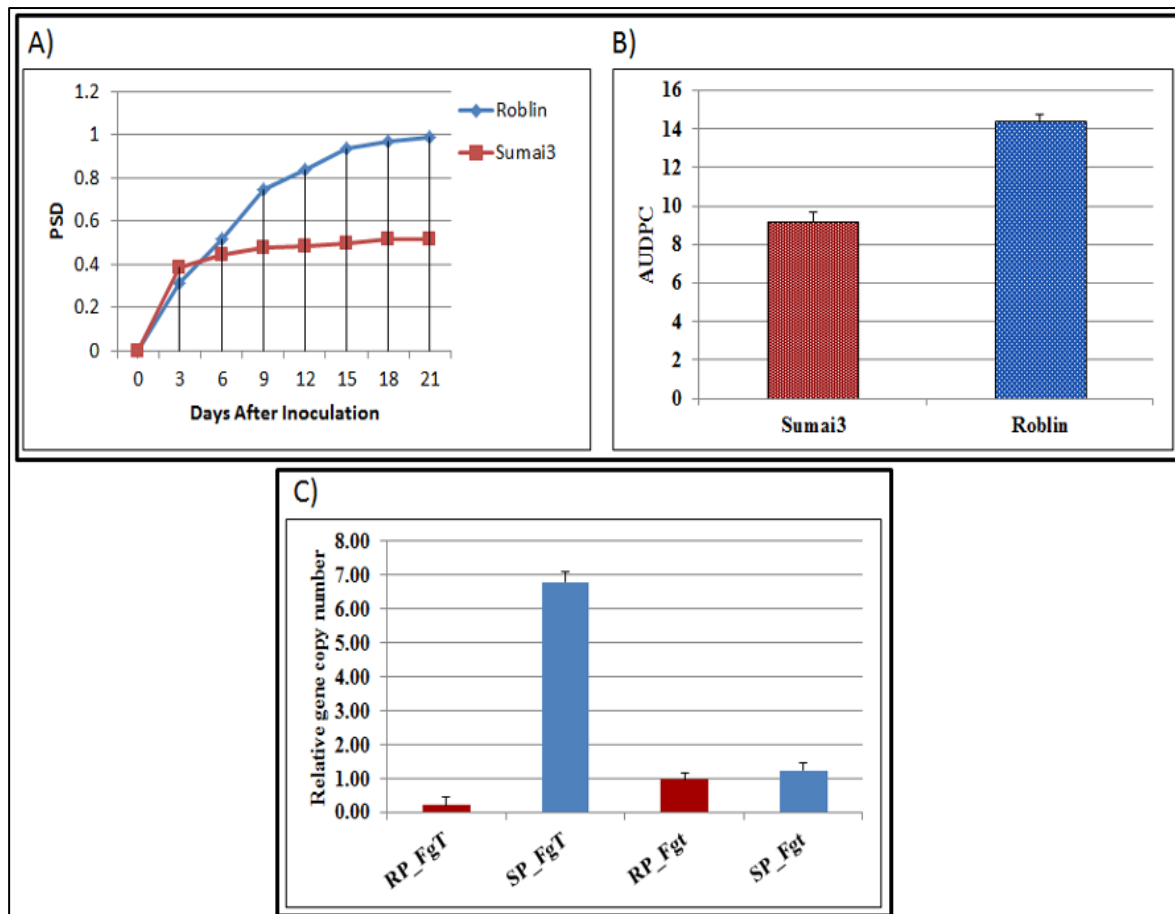 A)
1.2
1
0.8
0.6
0.4
0.2
0
PSD
0 3 6 9 12 15 18 21
Days After Inoculation
Roblin
Sumai3
B)
16
14
12
10
8
6
4
2
0
AUDPC
Sumai3 Roblin
C)
8.00
7.00
6.00
5.00
4.00
3.00
2.00
1.00
0.00
Relative gene copy number
RP_FgT SP_FgT RP_Fgt SP_Fgt